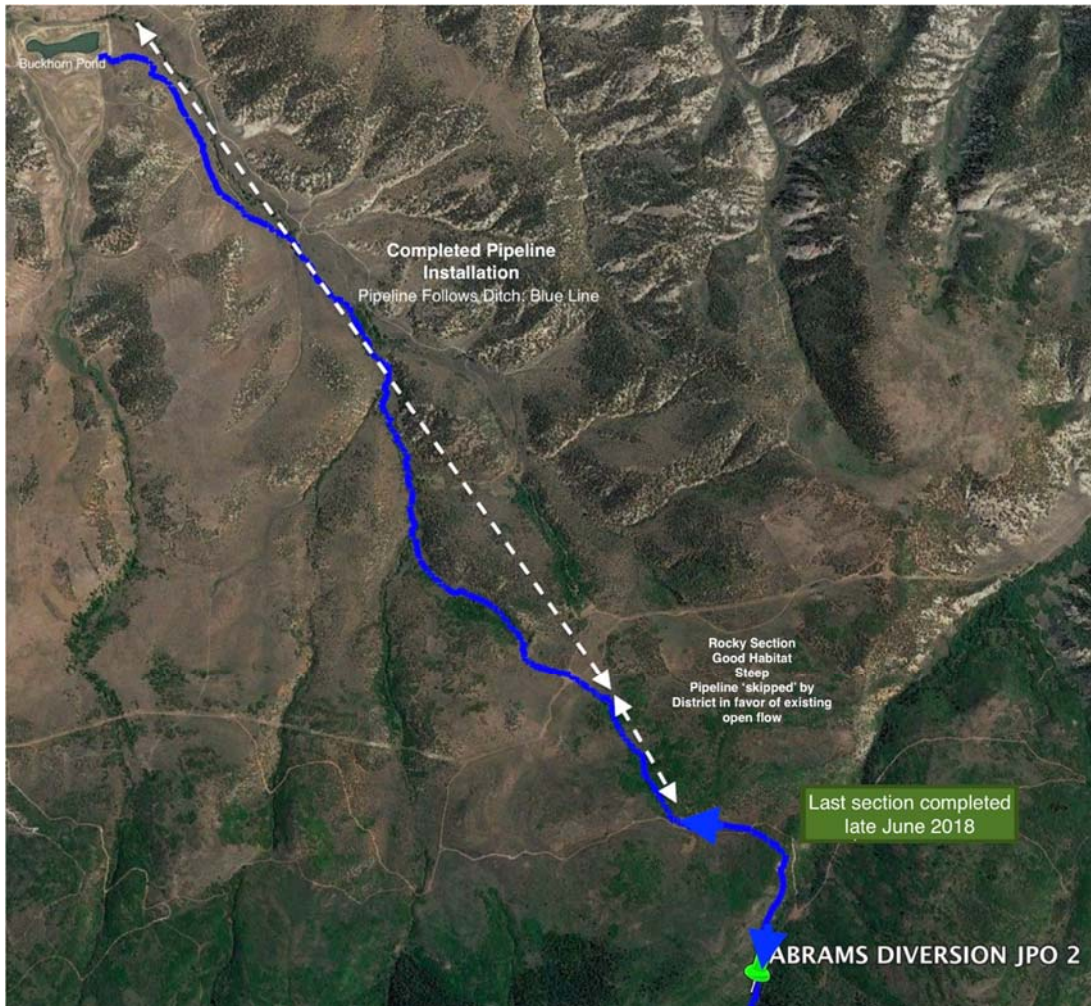 Buckhorn Pond
Completed Pipeline
Installation
Pipeline Follows Ditch: Blue Line
Rocky Section
Good Habitat
Steep
Pipeline 'skipped' by
District in favor of existing
open flow
Last section completed
late June 2018
ABRAMS DIVERSION JPO 2